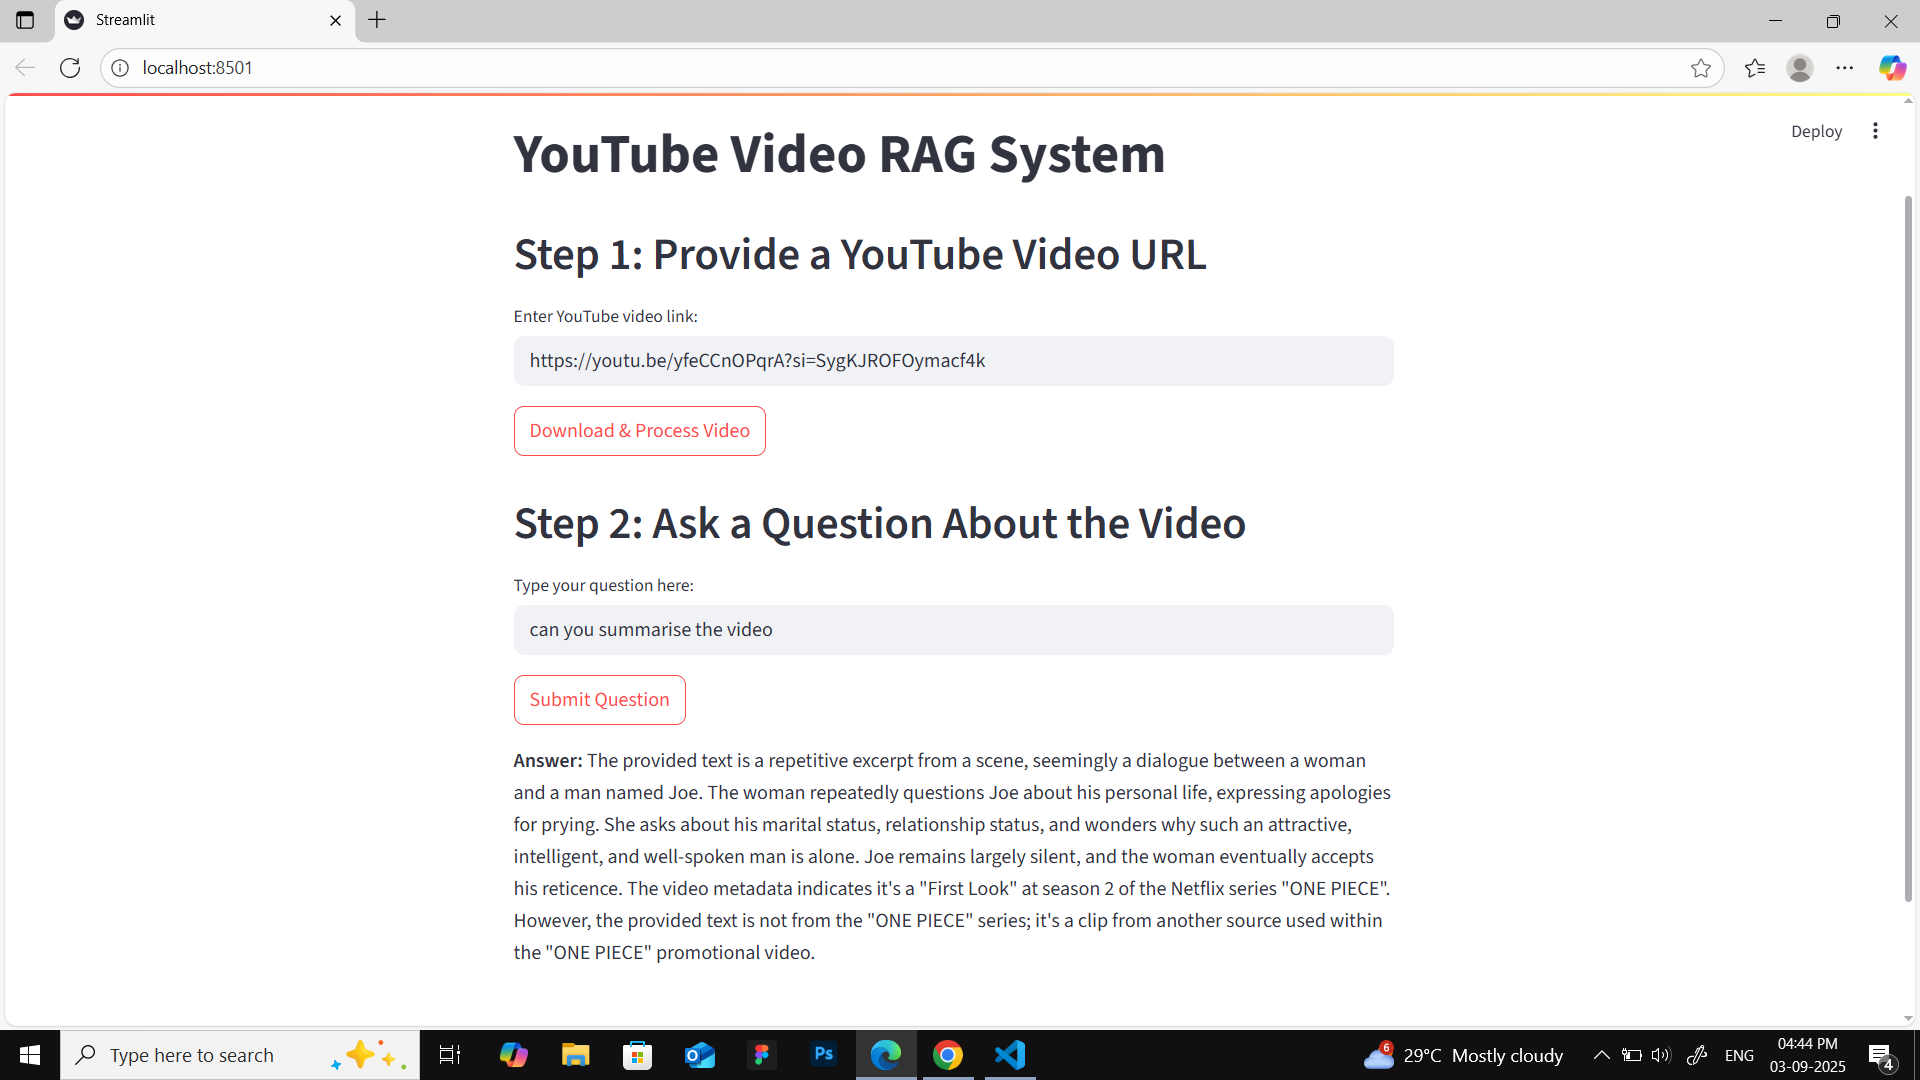 Streamlit
localhost:8501
Deploy
YouTube Video RAG System
Step 1: Provide a YouTube Video URL
Enter YouTube video link:
https://youtu.be/yfeCCnOPqrA?si=SygKJROFOymacf4k
Download & Process Video
Step 2: Ask a Question About the Video
Type your question here:
can you summarise the video
Submit Question
Answer: The provided text is a repetitive excerpt from a scene, seemingly a dialogue between a woman
and a man named Joe. The woman repeatedly questions Joe about his personal life, expressing apologies
for prying. She asks about his marital status, relationship status, and wonders why such an attractive,
intelligent, and well-spoken man is alone. Joe remains largely silent, and the woman eventually accepts
his reticence. The video metadata indicates it's a "First Look" at season 2 of the Netflix series "ONE PIECE".
However, the provided text is not from the "ONE PIECE" series; it's a clip from another source used within
the "ONE PIECE" promotional video.
Type here to search
Ps
6
29°C Mostly cloudy
ENG
04:44 PM
03-09-2025
4